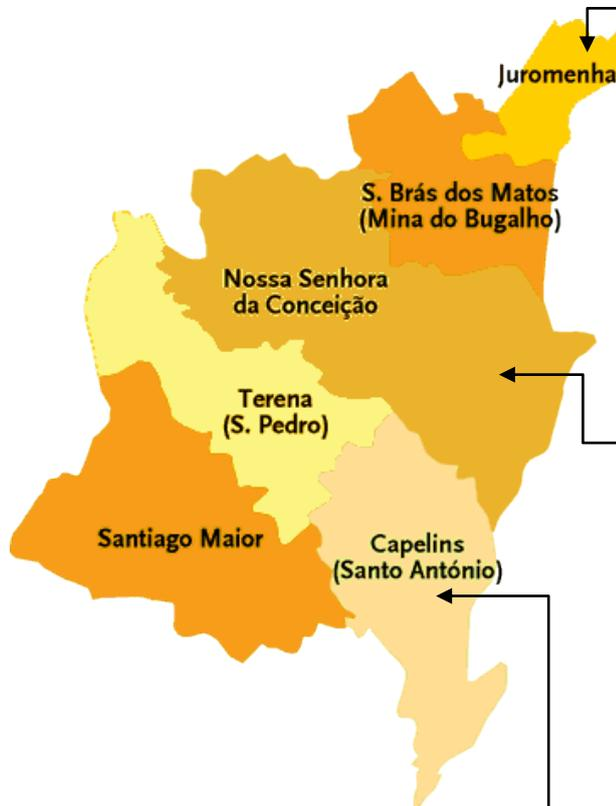 Juromenha
S. Brás dos Matos
(Mina do Bugalho)
Nossa Senhora
da Conceição
Terena
(S. Pedro)
Santiago Maior
Capelins
(Santo António)